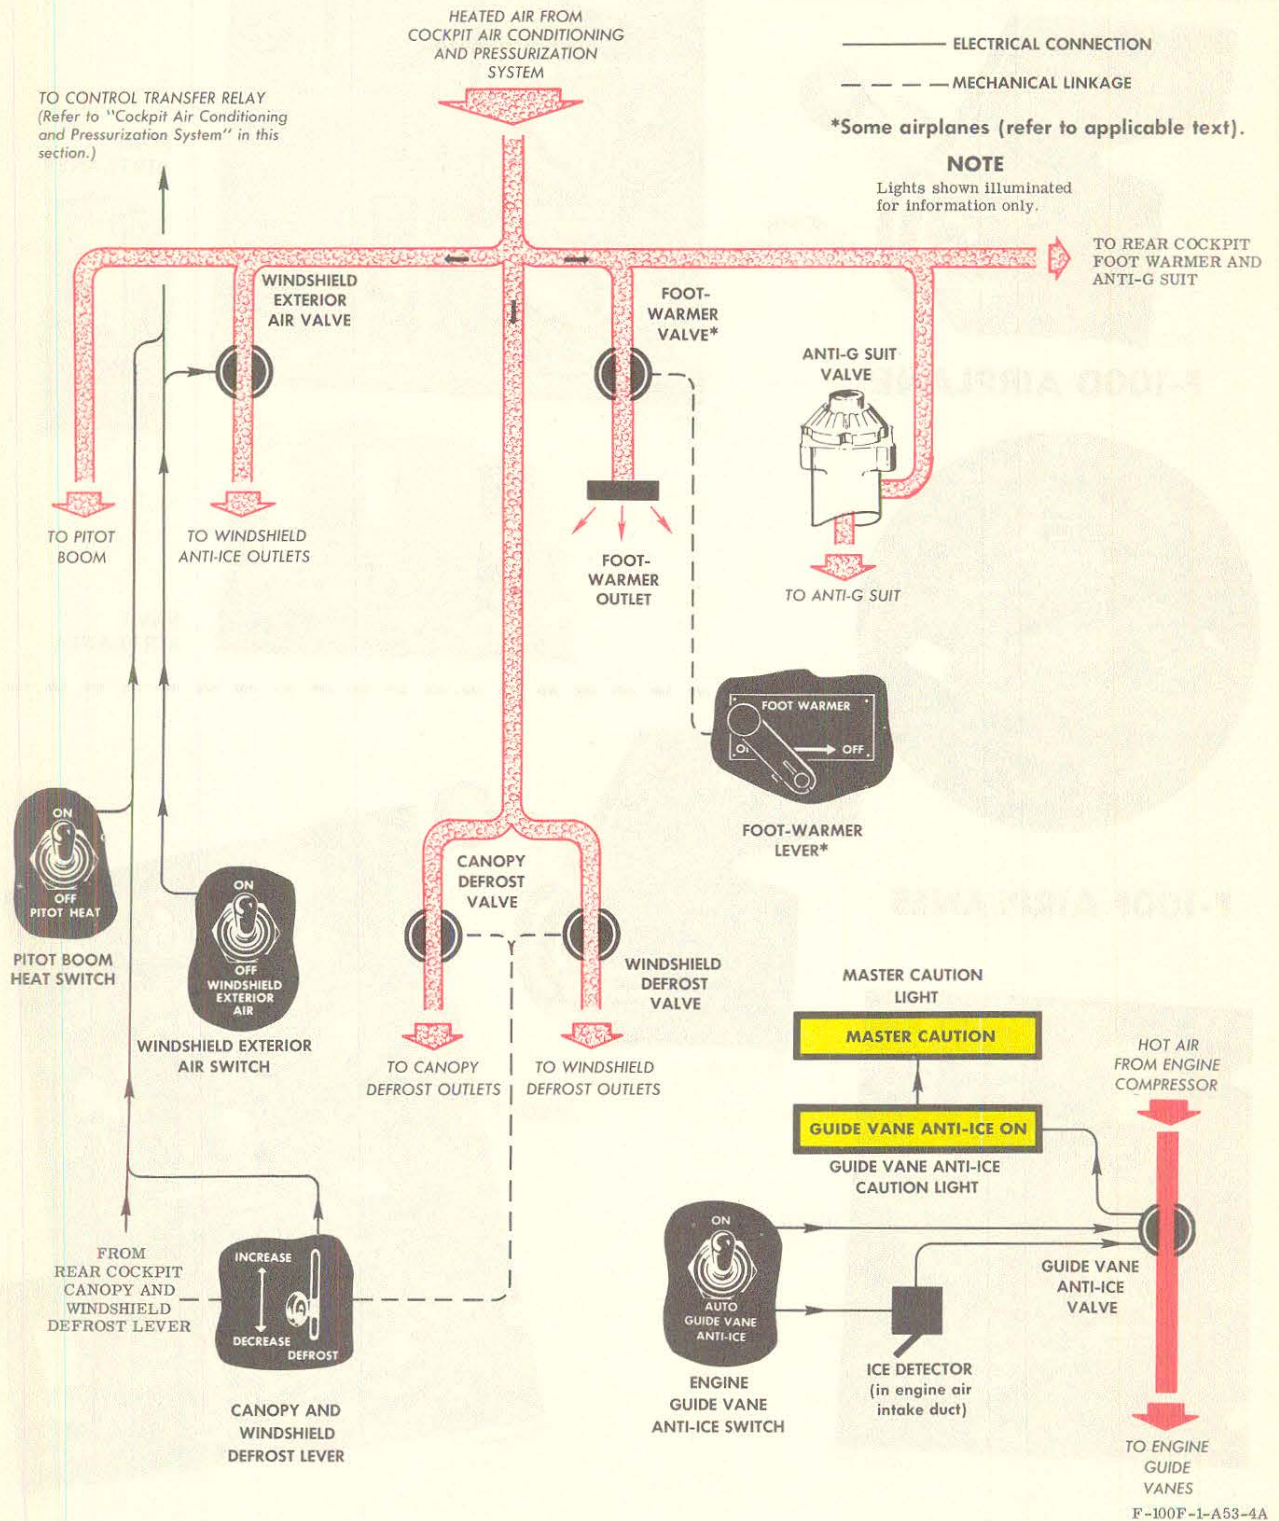 HEATED AIR FROM
COCKPIT AIR CONDITIONING
AND PRESSURIZATION
SYSTEM
ELECTRICAL CONNECTION
MECHANICAL LINKAGE
*Some airplanes (refer to applicable text).
NOTE
Lights shown illuminated
for information only.
TO CONTROL TRANSFER RELAY
(Refer to "Cockpit Air Conditioning
and Pressurization System" in this
section.)
TO REAR COCKPIT
FOOT WARMER AND
ANTI-G SUIT
WINDSHIELD
EXTERIOR
AIR VALVE
FOOT-
WARMER
VALVE*
ANTI-G SUIT
VALVE
TO PITOT
BOOM
TO WINDSHIELD
ANTI-ICE OUTLETS
FOOT-
WARMER
OUTLET
TO ANTI-G SUIT
FOOT WARMER
OFF
FOOT-WARMER
LEVER*
ON
OFF
PITOT HEAT
PITOT BOOM
HEAT SWITCH
ON
OFF
WINDSHIELD
EXTERIOR
AIR
WINDSHIELD EXTERIOR
AIR SWITCH
CANOPY
DEFROST
VALVE
WINDSHIELD
DEFROST
VALVE
TO CANOPY
DEFROST OUTLETS
TO WINDSHIELD
DEFROST OUTLETS
MASTER CAUTION
LIGHT
MASTER CAUTION
GUIDE VANE ANTI-ICE ON
GUIDE VANE ANTI-ICE
CAUTION LIGHT
HOT AIR
FROM ENGINE
COMPRESSOR
FROM
REAR COCKPIT
CANOPY AND
WINDSHIELD
DEFROST LEVER
INCREASE
DECREASE
DEFROST
CANOPY AND
WINDSHIELD
DEFROST LEVER
ON
AUTO
GUIDE VANE
ANTI-ICE
ENGINE
GUIDE VANE
ANTI-ICE SWITCH
ICE DETECTOR
(in engine air
intake duct)
GUIDE VANE
ANTI-ICE
VALVE
TO ENGINE
GUIDE
VANES
F-100F-1-A53-4A